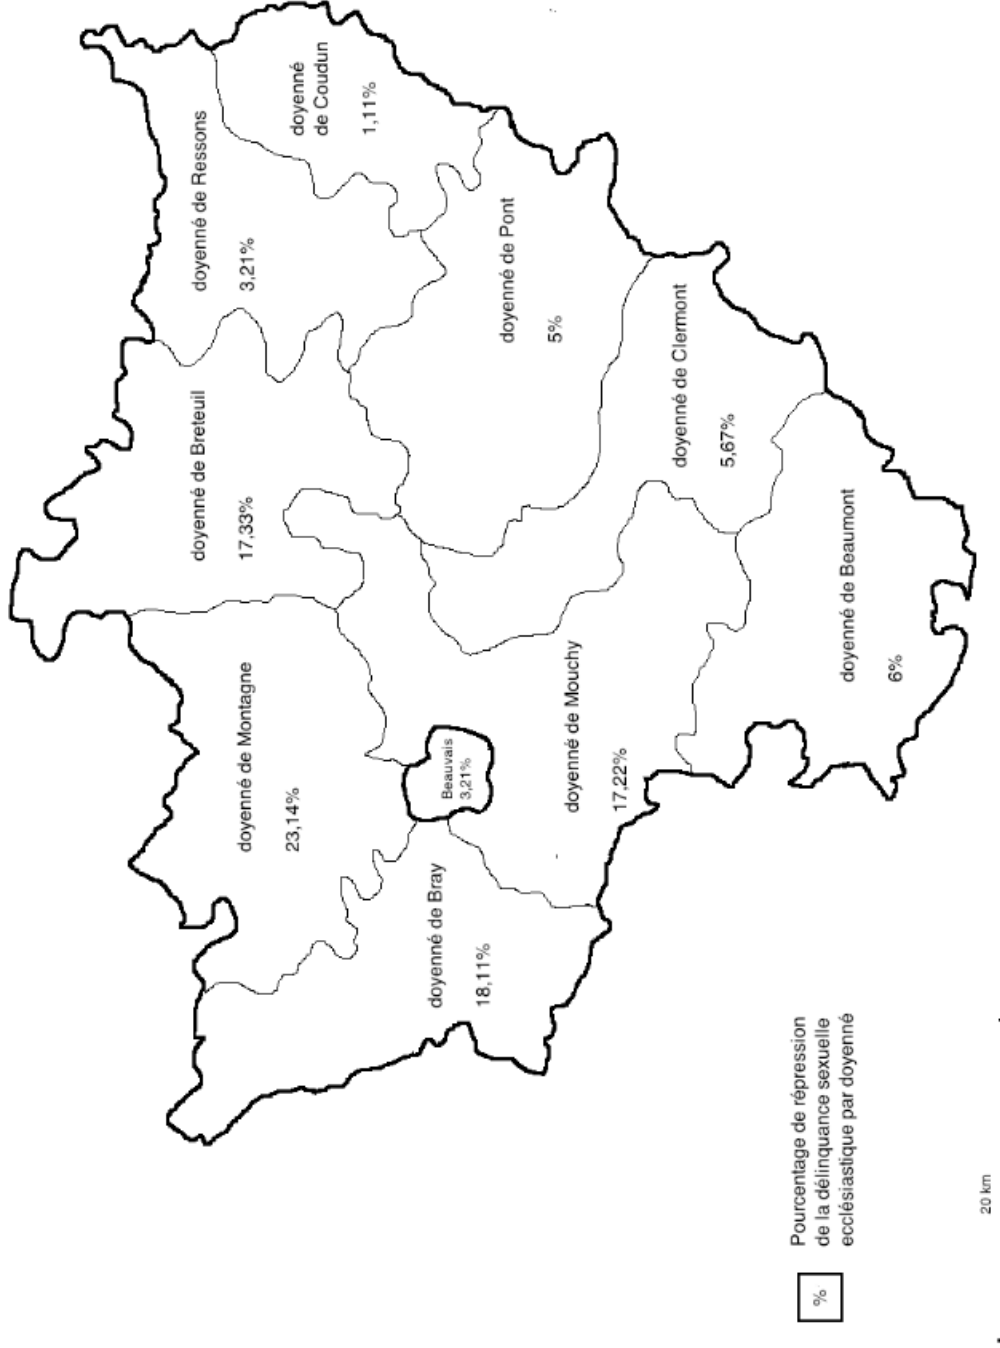 doyenné de Montagne
23,14%
doyenné de Breteuil
17,33%
doyenné de Ressons
3,21%
doyenné
de Coudun
1,11%
doyenné de Bray
18,11%
Beauvais
3,21%
doyenné de Pont
5%
doyenné de Mouchy
17,22%
doyenné de Clermont
5,67%
doyenné de Beaumont
6%
%
Pourcentage de répression
de la délinquance sexuelle
ecclésiastique par doyenné
20 km